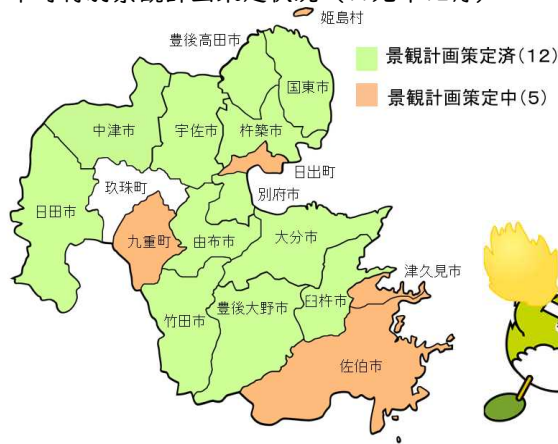 姫島村
豊後高田市
国東市
景観計画策定済(12)
景観計画策定中(5)
中津市
宇佐市
杵築市
日出町
別府市
玖珠町
日田市
九重町
由布市
大分市
津久見市
臼杵市
豊後大野市
竹田市
佐伯市